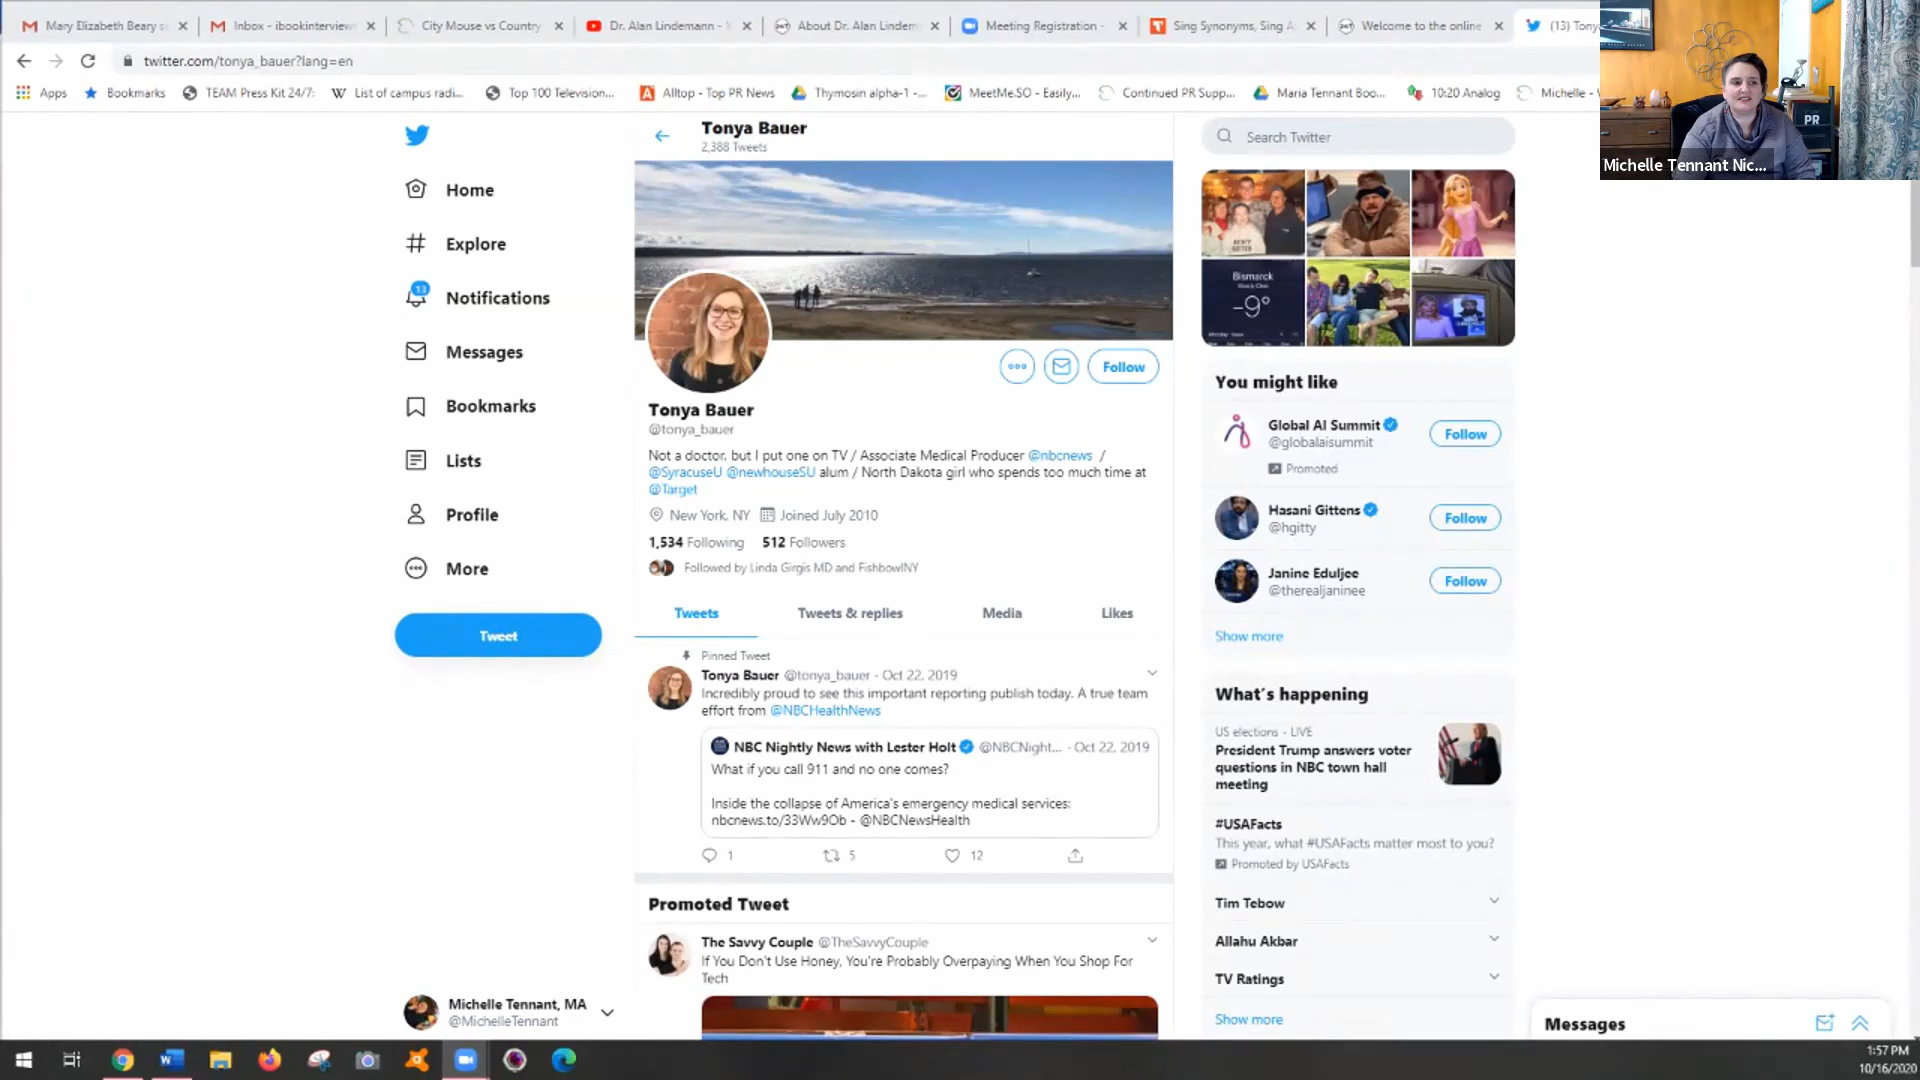 Mary Elizabeth Beary s
Inbox - ibookinterview
City Mouse vs Country
Dr. Alan Lindemann -
About Dr. Alan Lindem
Meeting Registration -
Sing Synonyms, Sing A
Welcome to the online
(13) Tony
twitter.com/tonya_bauer?lang=en
Apps
Bookmarks
TEAM Press Kit 24/7:
List of campus radi...
Top 100 Television...
Alltop - Top PR News
Thymosin alpha-1 -...
MeetMe.SO - Easily...
Continued PR Supp...
Maria Tennant Boo...
10:20 Analog
Michelle -
PR
Michelle Tennant Nic...
Home
Explore
13
Notifications
Messages
Bookmarks
Lists
Profile
More
Tweet
Michelle Tennant, MA
@MichelleTennant
Tonya Bauer
2,388 Tweets
Follow
Tonya Bauer
@tonya_bauer
Not a doctor, but I put one on TV / Associate Medical Producer @nbcnews /
@SyracuseU @newhouseSU alum / North Dakota girl who spends too much time at
@Target
New York, NY Joined July 2010
1,534 Following 512 Followers
Followed by Linda Girgis MD and FishbowlNY
Tweets Tweets & replies Media Likes
Pinned Tweet
Tonya Bauer @tonya_bauer · Oct 22, 2019
Incredibly proud to see this important reporting publish today. A true team
effort from @NBCHealthNews
NBC Nightly News with Lester Holt @NBCNight... · Oct 22, 2019
What if you call 911 and no one comes?
Inside the collapse of America's emergency medical services:
nbcnews.to/33Ww9Ob - @NBCNewsHealth
1 5 12
Promoted Tweet
The Savvy Couple @TheSavvyCouple
If You Don't Use Honey, You're Probably Overpaying When You Shop For
Tech
Search Twitter
Bismarck
-9°
You might like
Global AI Summit
@globalaisummit
Promoted
Follow
Hasani Gittens
@hgitty
Follow
Janine Eduljee
@therealjaninee
Follow
Show more
What's happening
US elections · LIVE
President Trump answers voter
questions in NBC town hall
meeting
#USAFacts
This year, what #USAFacts matter most to you?
Promoted by USAFacts
Tim Tebow
Allahu Akbar
TV Ratings
Show more
Messages
1:57 PM
10/16/2020